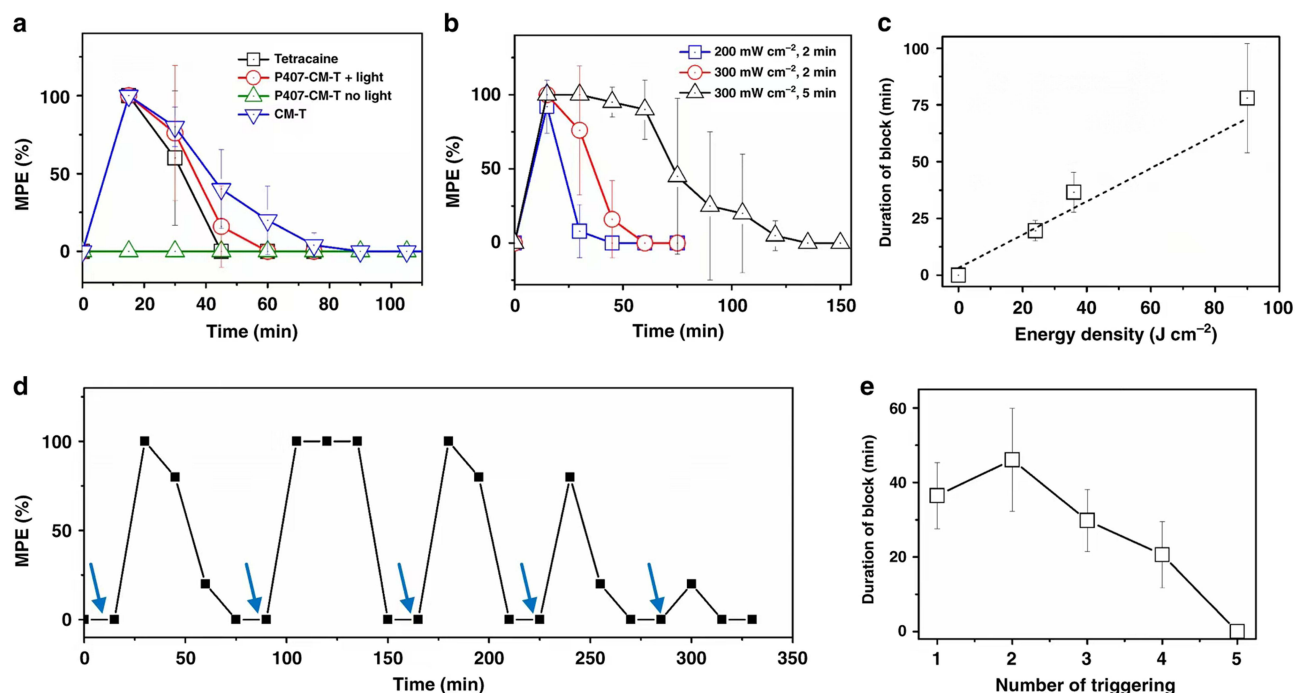 a
MPE (%)
100
50
0
0 20 40 60 80 100
Time (min)
Tetracaine
P407-CM-T + light
P407-CM-T no light
CM-T
b
MPE (%)
100
50
0
0 50 100 150
Time (min)
200 mW cm⁻², 2 min
300 mW cm⁻², 2 min
300 mW cm⁻², 5 min
c
Duration of block (min)
100
75
50
25
0
0 20 40 60 80 100
Energy density (J cm⁻²)
d
MPE (%)
100
50
0
0 50 100 150 200 250 300 350
Time (min)
e
Duration of block (min)
60
40
20
0
1 2 3 4 5
Number of triggering